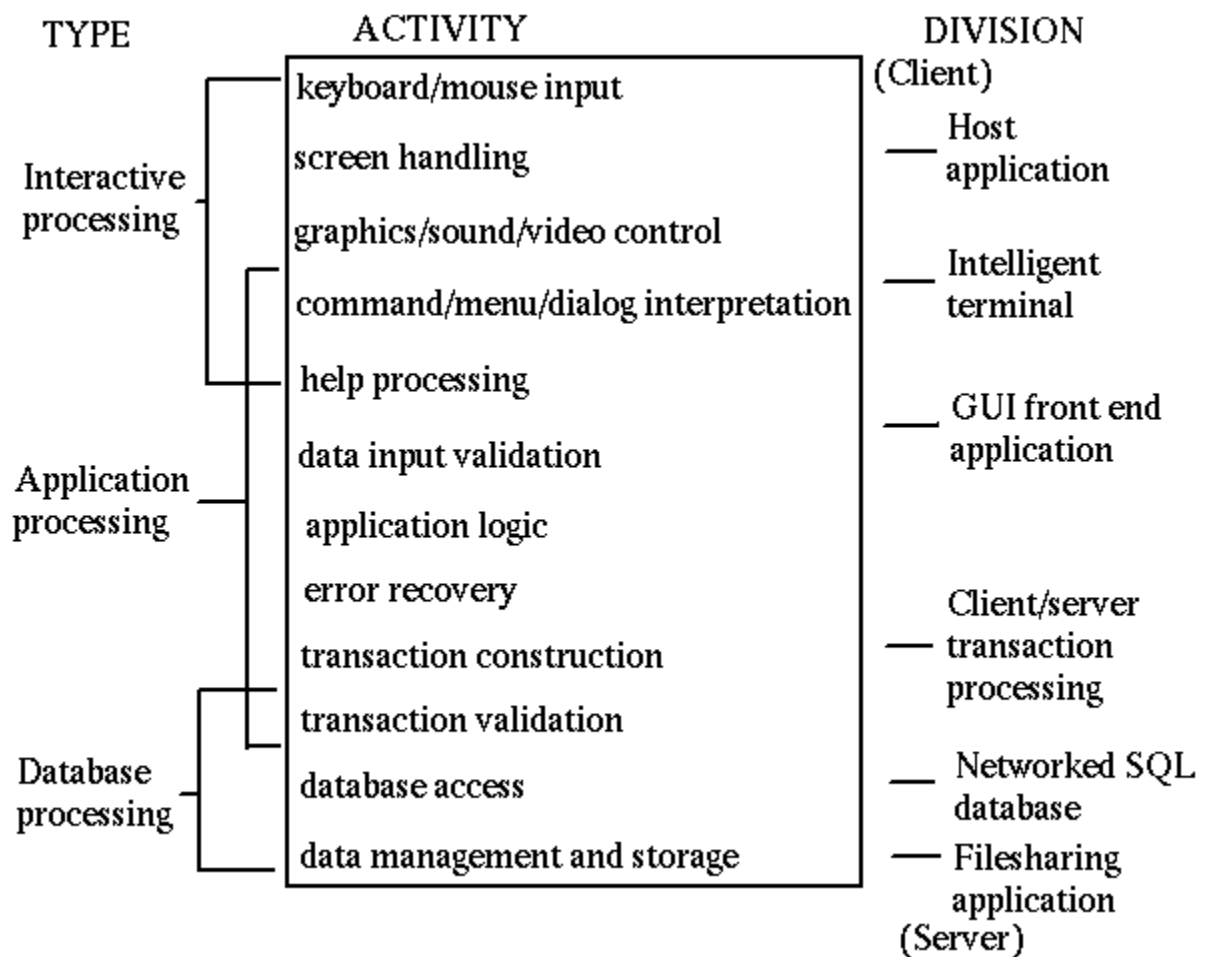 TYPE
ACTIVITY
DIVISION
(Client)
keyboard/mouse input
Host
application
screen handling
Interactive
processing
graphics/sound/video control
Intelligent
terminal
command/menu/dialog interpretation
help processing
GUI front end
application
data input validation
Application
processing
application logic
error recovery
Client/server
transaction
processing
transaction construction
transaction validation
Database
processing
database access
Networked SQL
database
data management and storage
Filesharing
application
(Server)